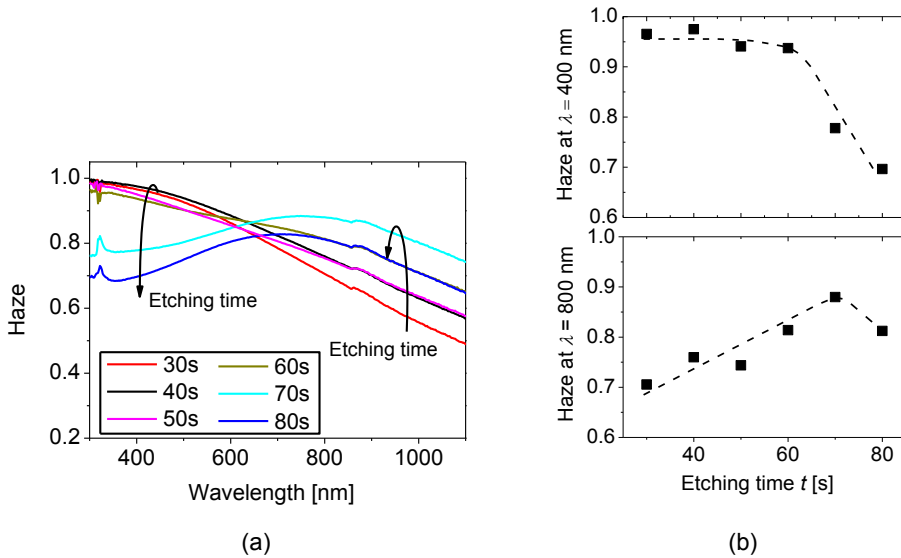 1.0
0.8
0.6
0.4
0.2
Haze
Etching time
Etching time
30s
40s
50s
60s
70s
80s
400
600
800
1000
Wavelength [nm]
(a)
1.0
0.9
0.8
0.7
0.6
Haze at λ = 400 nm
1.0
0.9
0.8
0.7
0.6
Haze at λ = 800 nm
40
60
80
Etching time t [s]
(b)